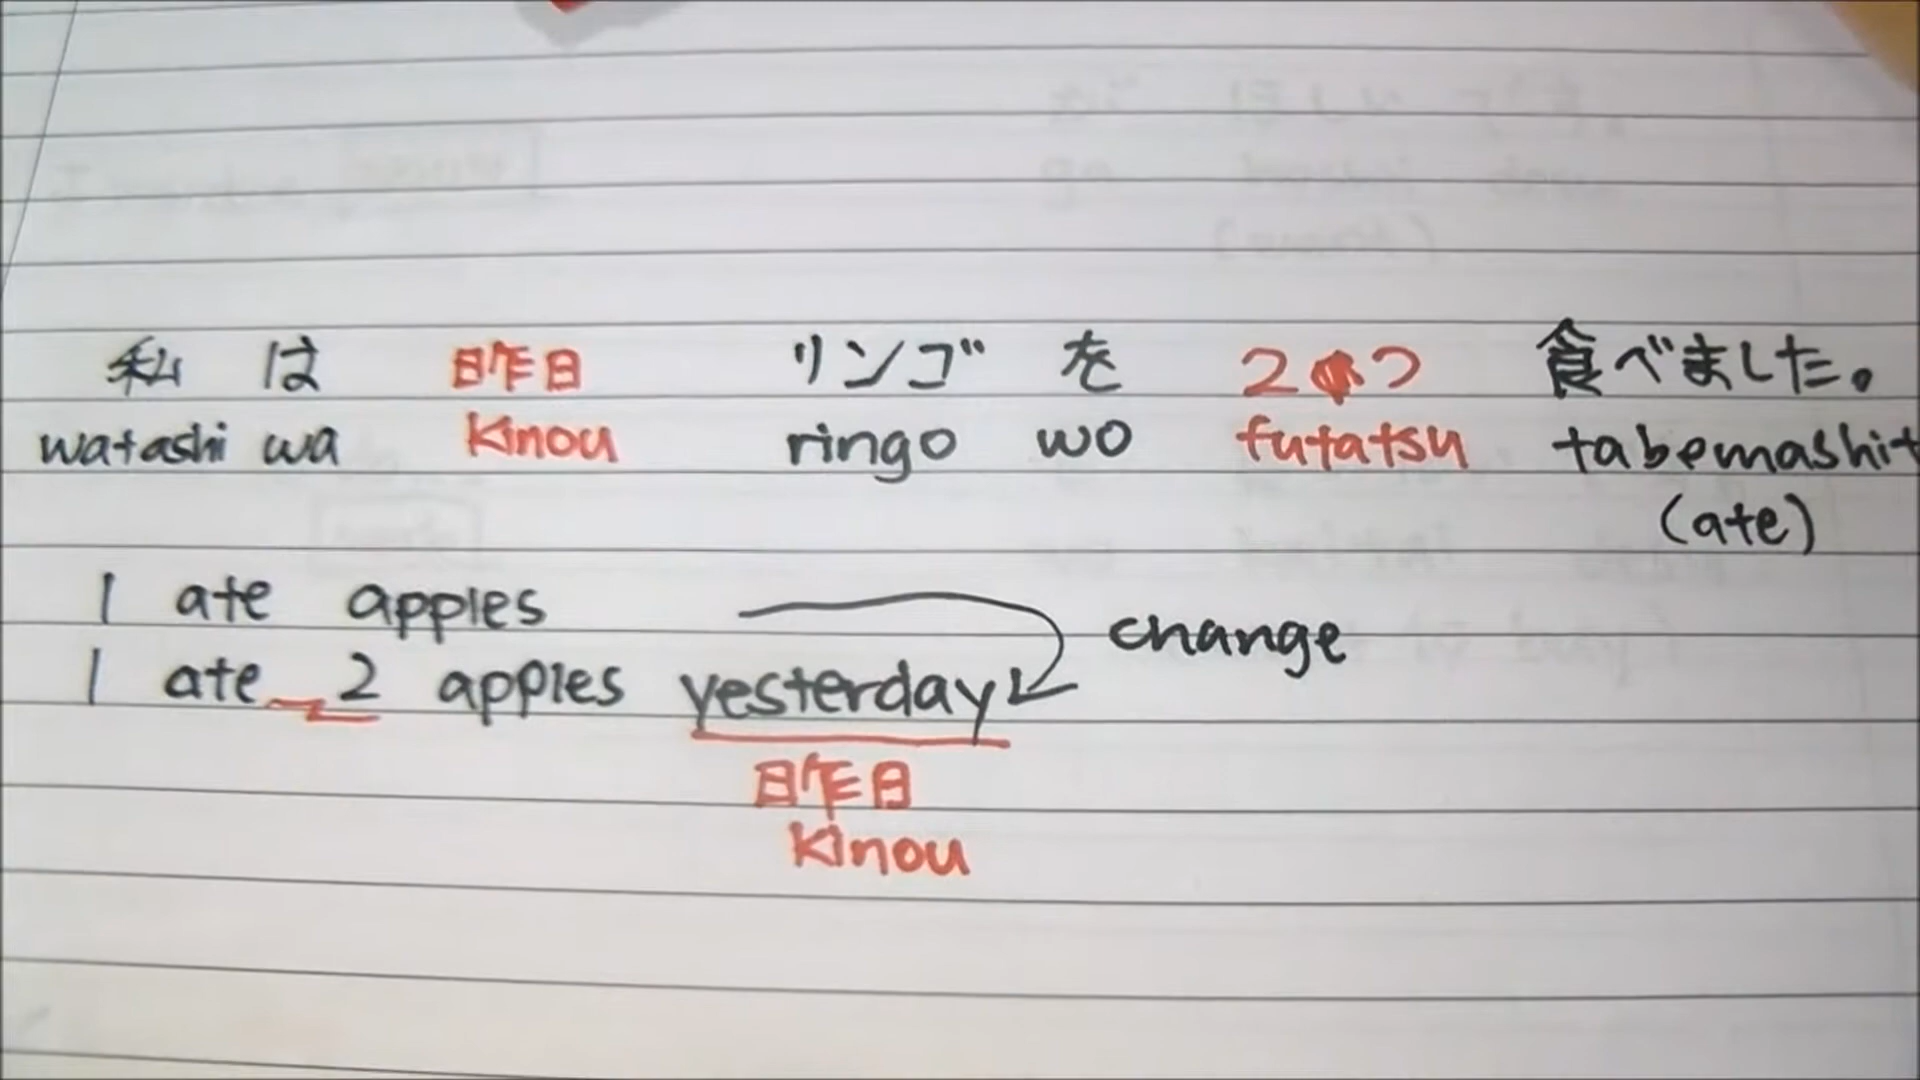 私 は 昨日 リンゴ を 2つ 食べました。
watashi wa kinou ringo wo futatsu tabemashit
(ate)
I ate apples
change
I ate 2 apples yesterday
昨日
kinou